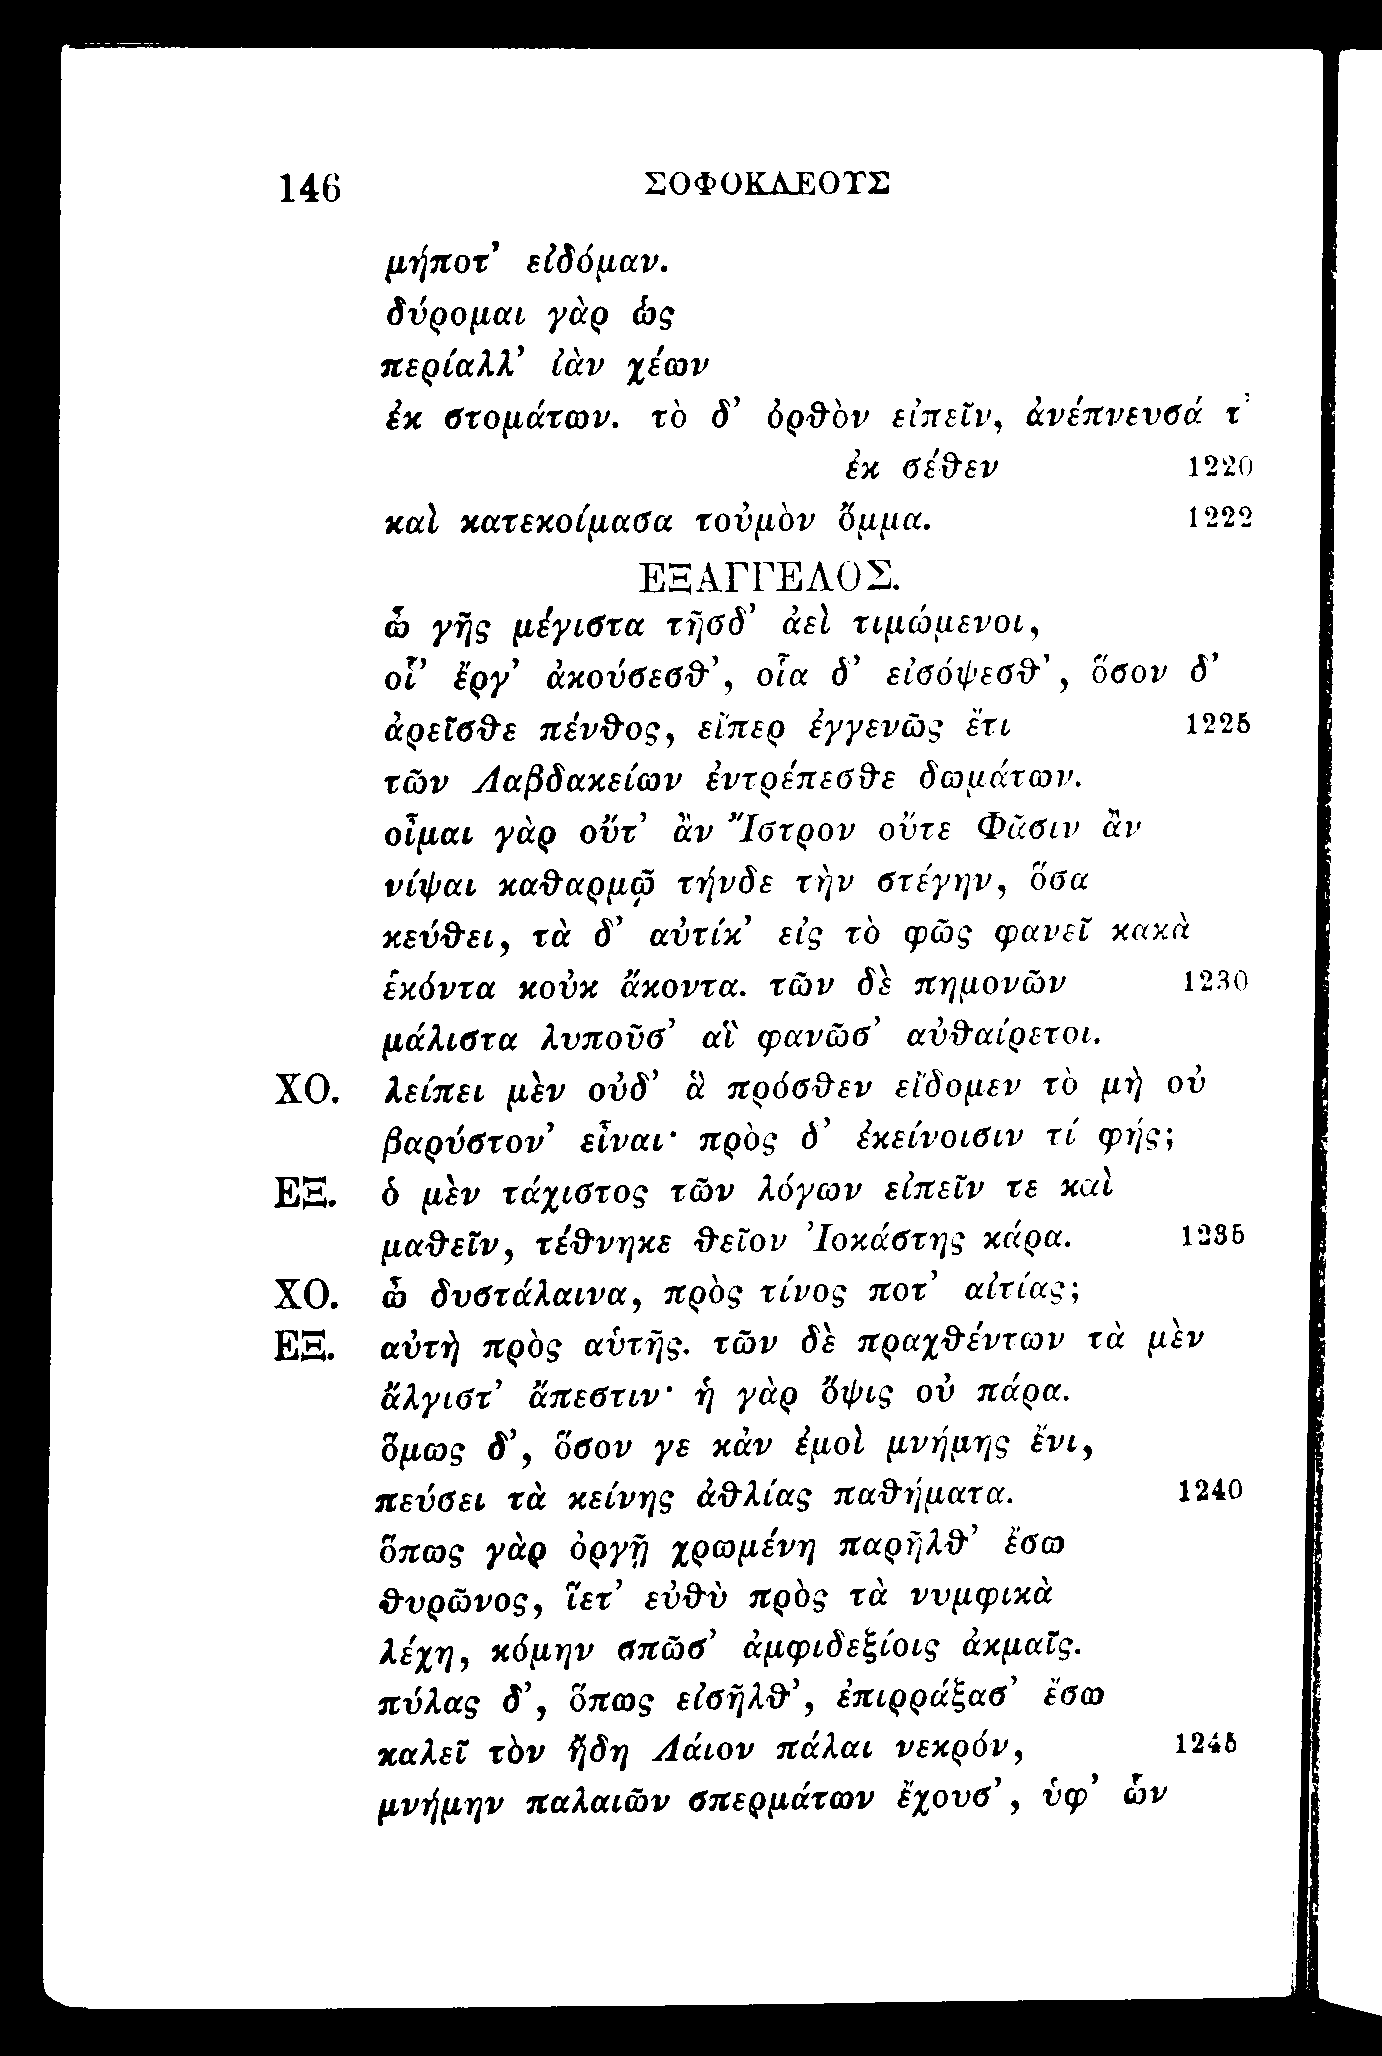 146 ΣΟΦΟΚΛΕΟΥΣ
μήποτ’ εἰδόμαν.
δύρομαι γὰρ ὡς
περίαλλ’ ἰὰν χέων
ἐκ στομάτων. τὸ δ’ ὀρθὸν εἰπεῖν, ἀνέπνευσά τ’
ἐκ σέθεν 1220
καὶ κατεκοίμασα τοὐμὸν ὄμμα. 1222
ΕΞΑΓΓΕΛΟΣ.
ὦ γῆς μέγιστα τῆσδ’ ἀεὶ τιμώμενοι,
οἷ’ ἔργ’ ἀκούσεσθ’, οἷα δ’ εἰσόψεσθ’, ὅσον δ’
ἀρεῖσθε πένθος, εἴπερ ἐγγενῶς ἔτι 1225
τῶν Λαβδακείων ἐντρέπεσθε δωμάτων.
οἶμαι γὰρ οὔτ’ ἂν Ἴστρον οὔτε Φᾶσιν ἂν
νίψαι καθαρμῷ τήνδε τὴν στέγην, ὅσα
κεύθει, τὰ δ’ αὐτίκ’ εἰς τὸ φῶς φανεῖ κακὰ
ἑκόντα κοὐκ ἄκοντα. τῶν δὲ πημονῶν 1230
μάλιστα λυποῦσ’ αἳ φανῶσ’ αὐθαίρετοι.
ΧΟ. λείπει μὲν οὐδ’ ἃ πρόσθεν εἴδομεν τὸ μὴ οὐ
βαρύστον’ εἶναι· πρὸς δ’ ἐκείνοισιν τί φής;
ΕΞ. ὁ μὲν τάχιστος τῶν λόγων εἰπεῖν τε καὶ
μαθεῖν, τέθνηκε θεῖον Ἰοκάστης κάρα. 1235
ΧΟ. ὦ δυστάλαινα, πρὸς τίνος ποτ’ αἰτίας;
ΕΞ. αὐτὴ πρὸς αὑτῆς. τῶν δὲ πραχθέντων τὰ μὲν
ἄλγιστ’ ἄπεστιν· ἡ γὰρ ὄψις οὐ πάρα.
ὅμως δ’, ὅσον γε κἀν ἐμοὶ μνήμης ἔνι,
πεύσει τὰ κείνης ἀθλίας παθήματα. 1240
ὅπως γὰρ ὀργῇ χρωμένη παρῆλθ’ ἔσω
θυρῶνος, ἵετ’ εὐθὺ πρὸς τὰ νυμφικὰ
λέχη, κόμην σπῶσ’ ἀμφιδεξίοις ἀκμαῖς.
πύλας δ’, ὅπως εἰσῆλθ’, ἐπιρράξασ’ ἔσω
καλεῖ τὸν ἤδη Λάιον πάλαι νεκρόν, 1245
μνήμην παλαιῶν σπερμάτων ἔχουσ’, ὑφ’ ὧν